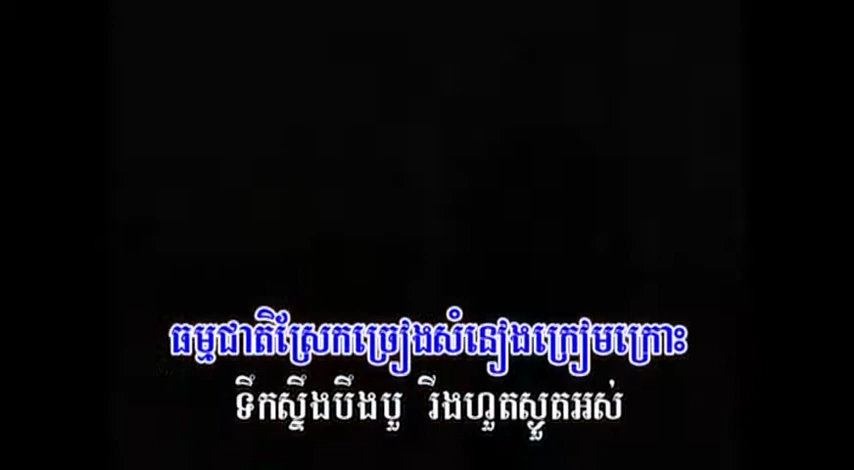 ធម្មជាតិស្រែកច្រៀងសំនៀងក្រៀមក្រោះ
ទឹកស្ទឹងបឹងបួ រីងហួតស្ងួតអស់